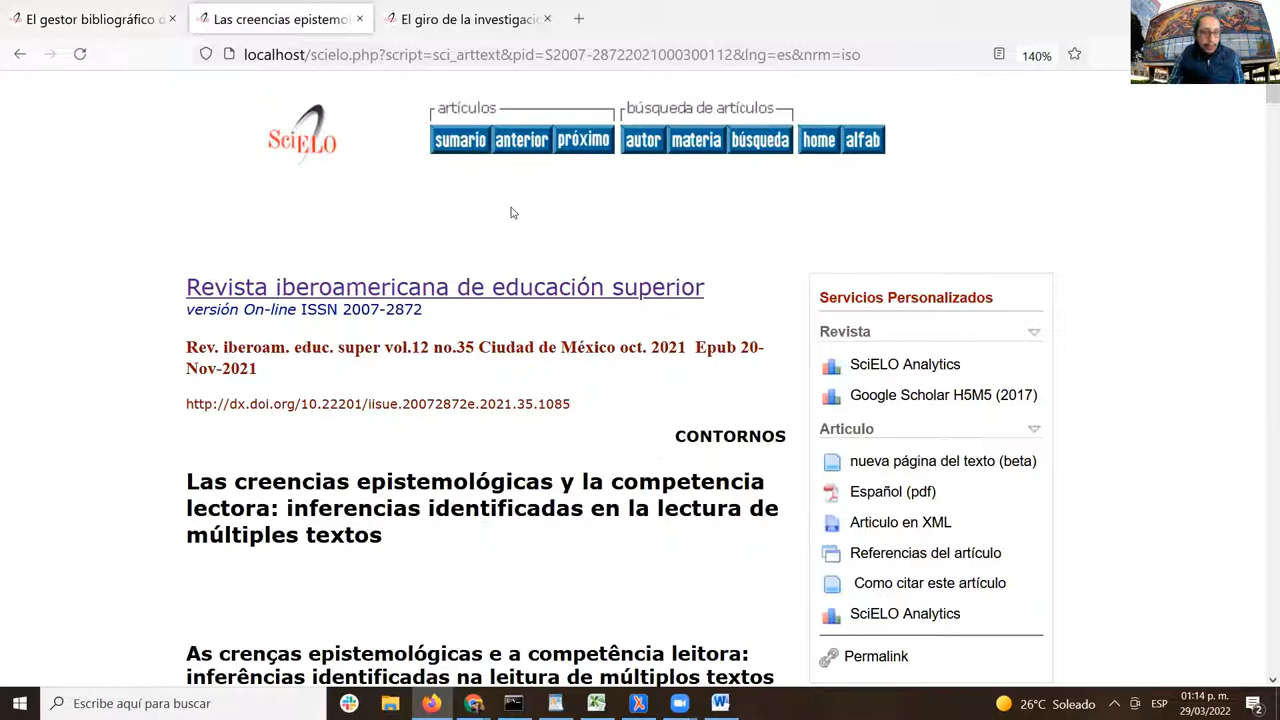 El gestor bibliográfico d
Las creencias epistemol
El giro de la investigaci
localhost/scielo.php?script=sci_arttext&pid=S2007-28722021000300112&lng=es&nrm=iso
140%
SciELO
artículos
búsqueda de artículos
sumario anterior próximo autor materia búsqueda home alfab
Revista iberoamericana de educación superior
versión On-line ISSN 2007-2872
Rev. iberoam. educ. super vol.12 no.35 Ciudad de México oct. 2021 Epub 20-
Nov-2021
http://dx.doi.org/10.22201/iisue.20072872e.2021.35.1085
CONTORNOS
Las creencias epistemológicas y la competencia
lectora: inferencias identificadas en la lectura de
múltiples textos
As crenças epistemológicas e a competência leitora:
inferências identificadas na leitura de múltiplos textos
Servicios Personalizados
Revista
SciELO Analytics
Google Scholar H5M5 (2017)
Articulo
nueva página del texto (beta)
Español (pdf)
Articulo en XML
Referencias del artículo
Como citar este artículo
SciELO Analytics
Permalink
Escribe aquí para buscar
26°C Soleado
ESP
01:14 p. m.
29/03/2022
2